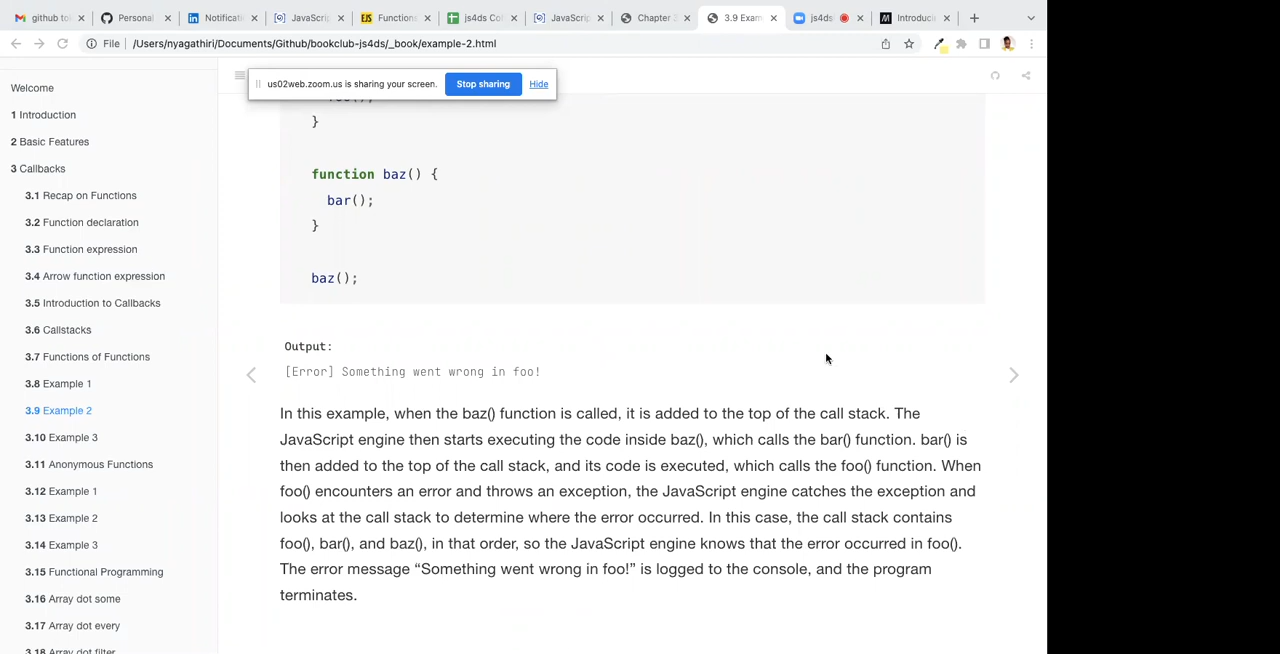 github to
Personal
Notificati
JavaScrip
Functions
js4ds Co
JavaScrip
Chapter
3.9 Exam
js4ds
Introduc
File /Users/nyagathiri/Documents/Github/bookclub-js4ds/_book/example-2.html
us02web.zoom.us is sharing your screen. Stop sharing Hide
Welcome
1 Introduction
2 Basic Features
3 Callbacks
3.1 Recap on Functions
3.2 Function declaration
3.3 Function expression
3.4 Arrow function expression
3.5 Introduction to Callbacks
3.6 Callstacks
3.7 Functions of Functions
3.8 Example 1
3.9 Example 2
3.10 Example 3
3.11 Anonymous Functions
3.12 Example 1
3.13 Example 2
3.14 Example 3
3.15 Functional Programming
3.16 Array dot some
3.17 Array dot every
3.18 Array dot filter
foo();
}
function baz() {
bar();
}
baz();
Output:
[Error] Something went wrong in foo!
In this example, when the baz() function is called, it is added to the top of the call stack. The
JavaScript engine then starts executing the code inside baz(), which calls the bar() function. bar() is
then added to the top of the call stack, and its code is executed, which calls the foo() function. When
foo() encounters an error and throws an exception, the JavaScript engine catches the exception and
looks at the call stack to determine where the error occurred. In this case, the call stack contains
foo(), bar(), and baz(), in that order, so the JavaScript engine knows that the error occurred in foo().
The error message “Something went wrong in foo!” is logged to the console, and the program
terminates.